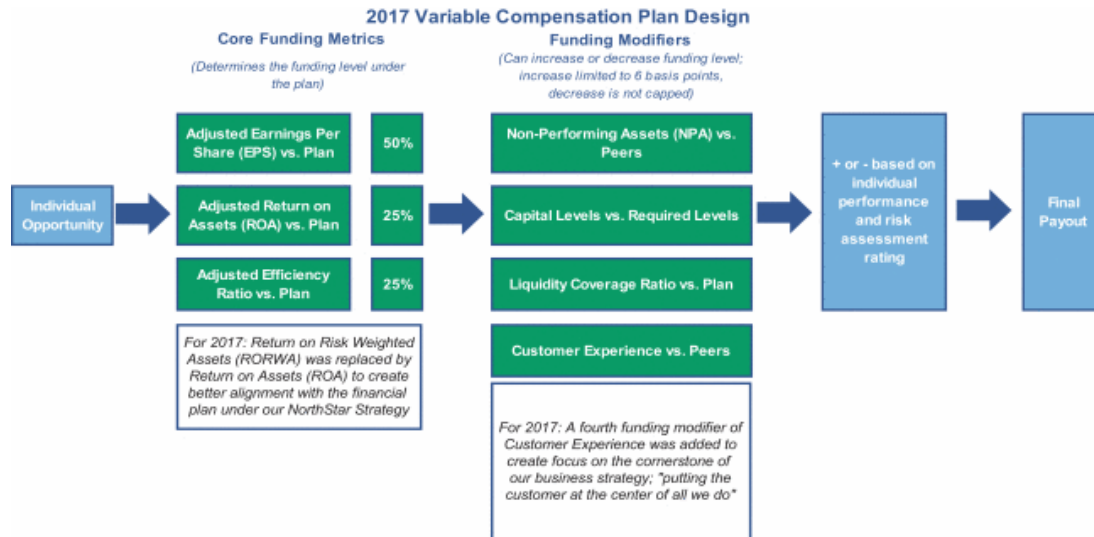 2017 Variable Compensation Plan Design
Core Funding Metrics
(Determines the funding level under
the plan)
Funding Modifiers
(Can increase or decrease funding level;
increase limited to 6 basis points,
decrease is not capped)
Individual
Opportunity
Adjusted Earnings Per
Share (EPS) vs. Plan
50%
Adjusted Return on
Assets (ROA) vs. Plan
25%
Adjusted Efficiency
Ratio vs. Plan
25%
For 2017: Return on Risk Weighted
Assets (RORWA) was replaced by
Return on Assets (ROA) to create
better alignment with the financial
plan under our NorthStar Strategy
Non-Performing Assets (NPA) vs.
Peers
Capital Levels vs. Required Levels
Liquidity Coverage Ratio vs. Plan
Customer Experience vs. Peers
For 2017: A fourth funding modifier of
Customer Experience was added to
create focus on the cornerstone of
our business strategy; "putting the
customer at the center of all we do"
+ or - based on
individual
performance
and risk
assessment
rating
Final
Payout